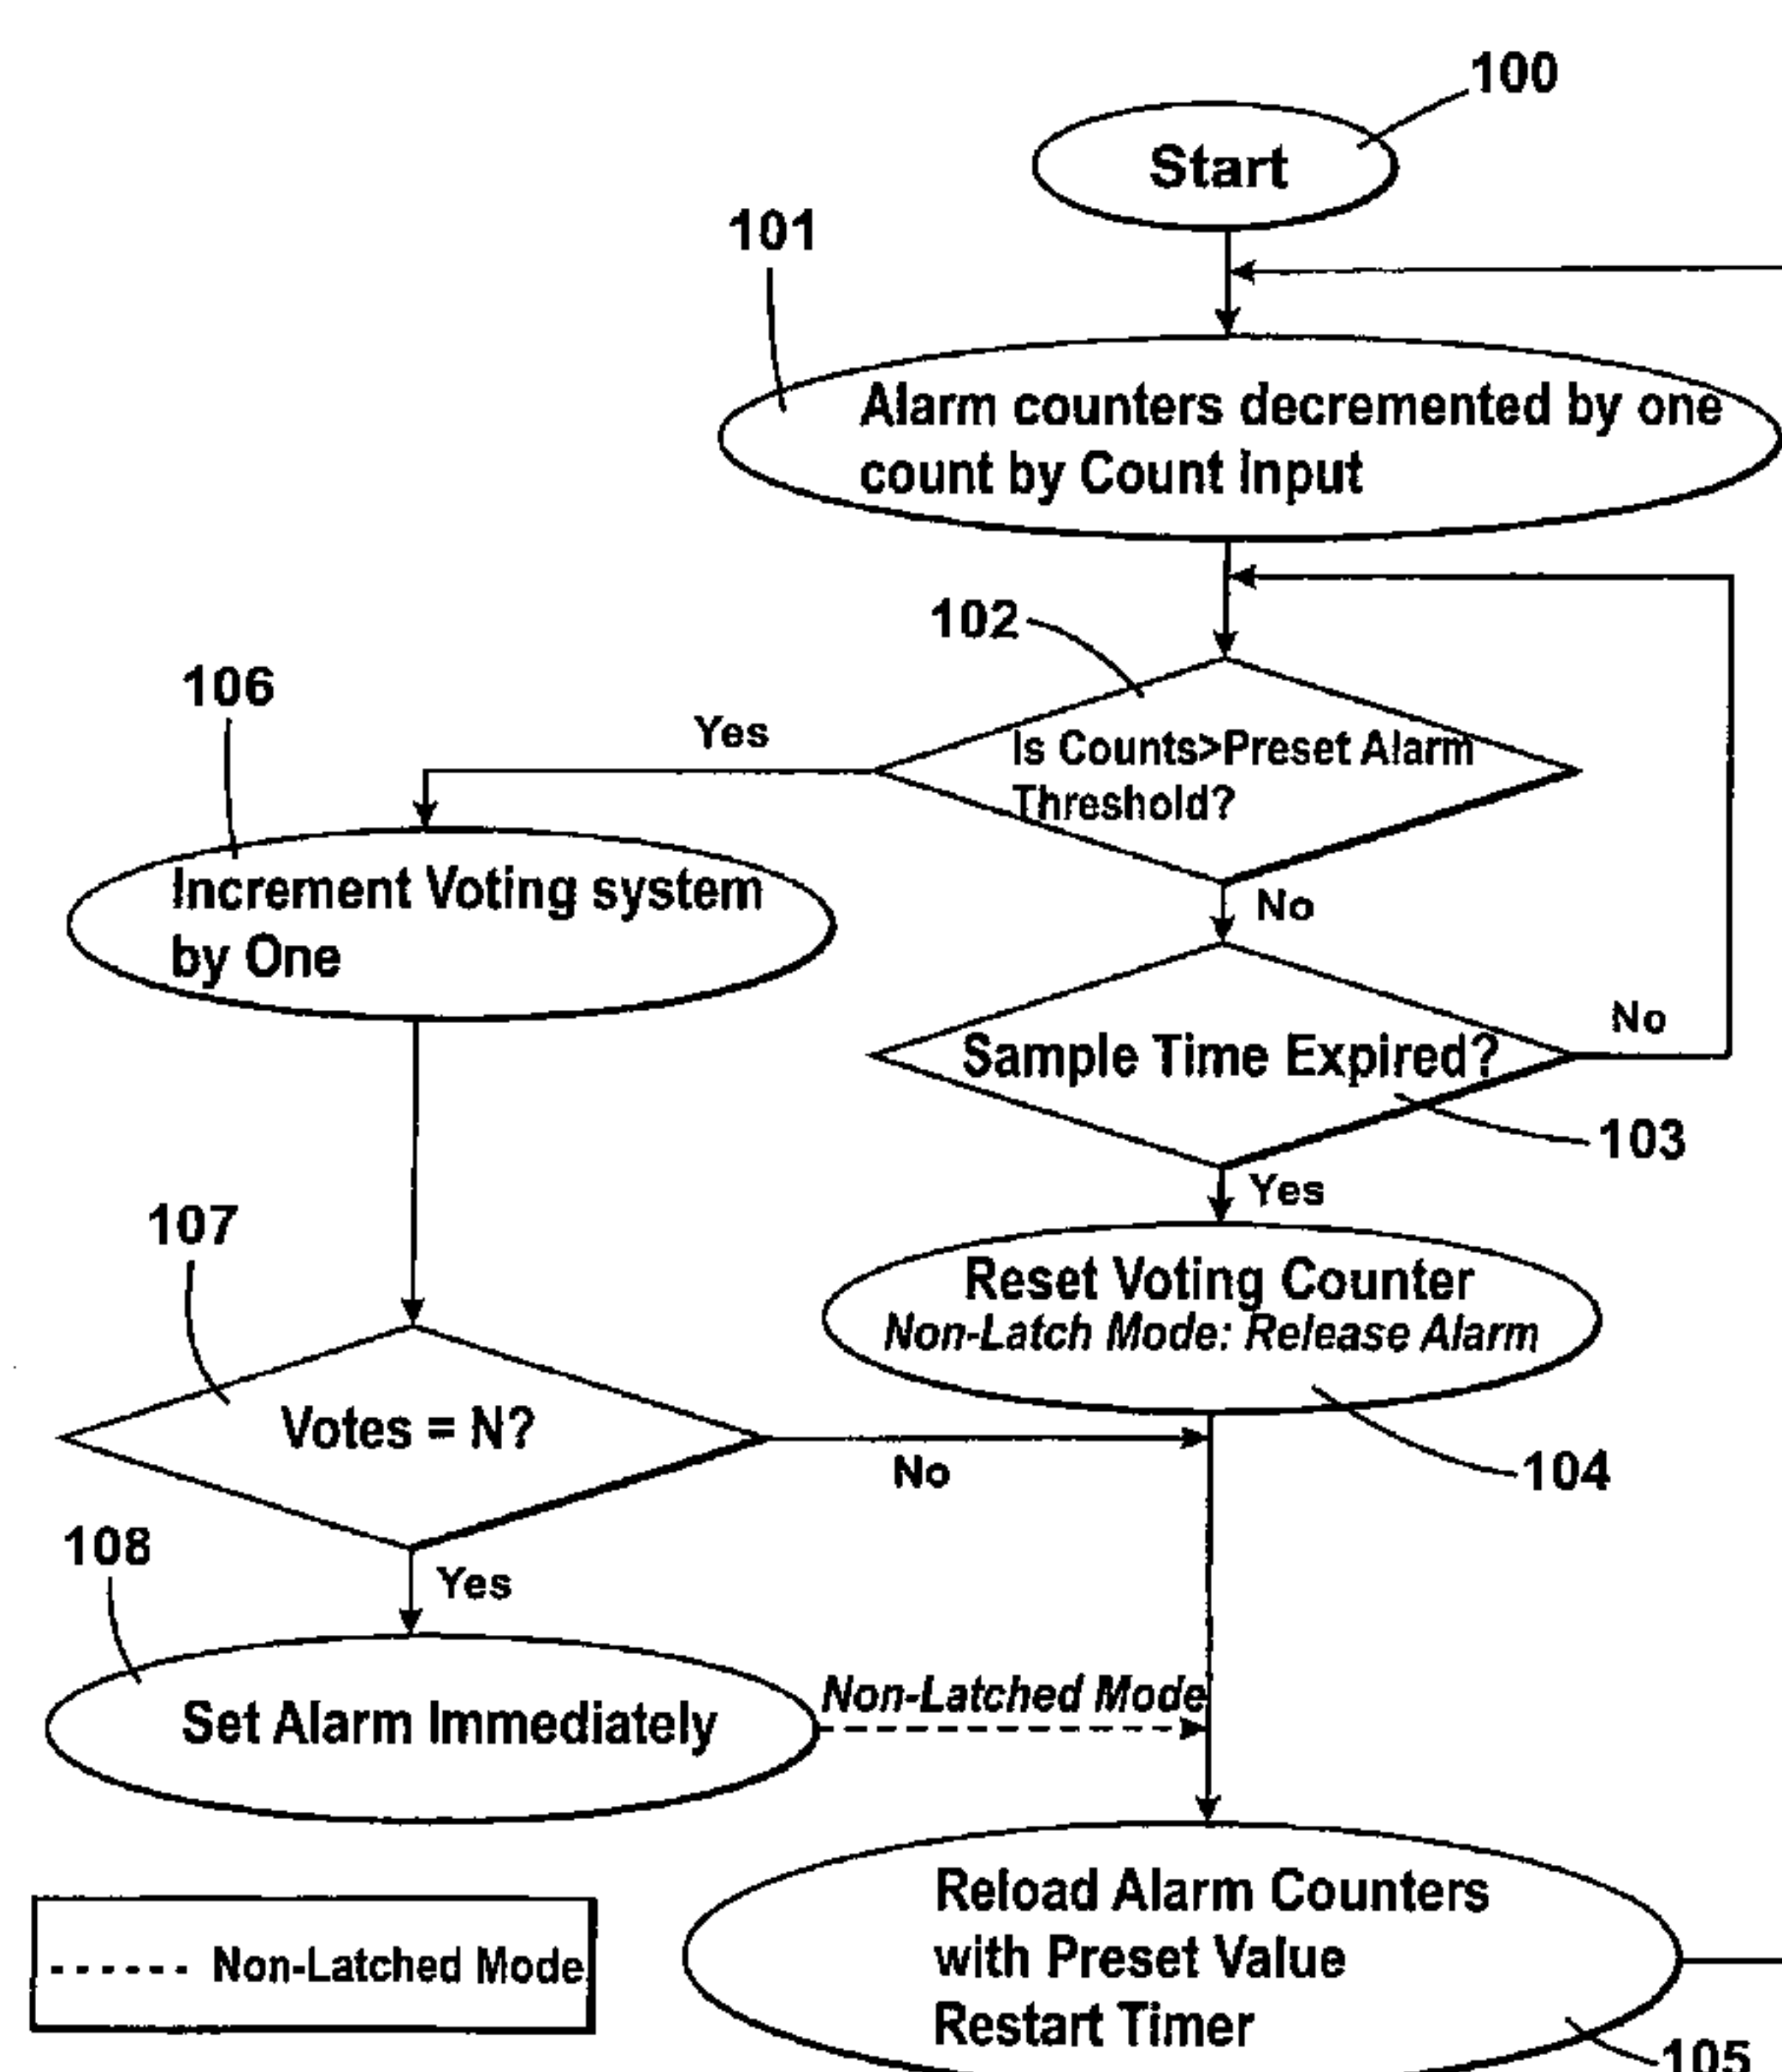 100
Start
101
Alarm counters decremented by one
count by Count Input
102
Is Counts>Preset Alarm
Threshold?
Yes
No
106
Increment Voting system
by One
Sample Time Expired?
No
103
Yes
107
Reset Voting Counter
Non-Latch Mode: Release Alarm
104
Votes = N?
No
108
Yes
Set Alarm Immediately
Non-Latched Mode
Reload Alarm Counters
with Preset Value
Restart Timer
105
Non-Latched Mode